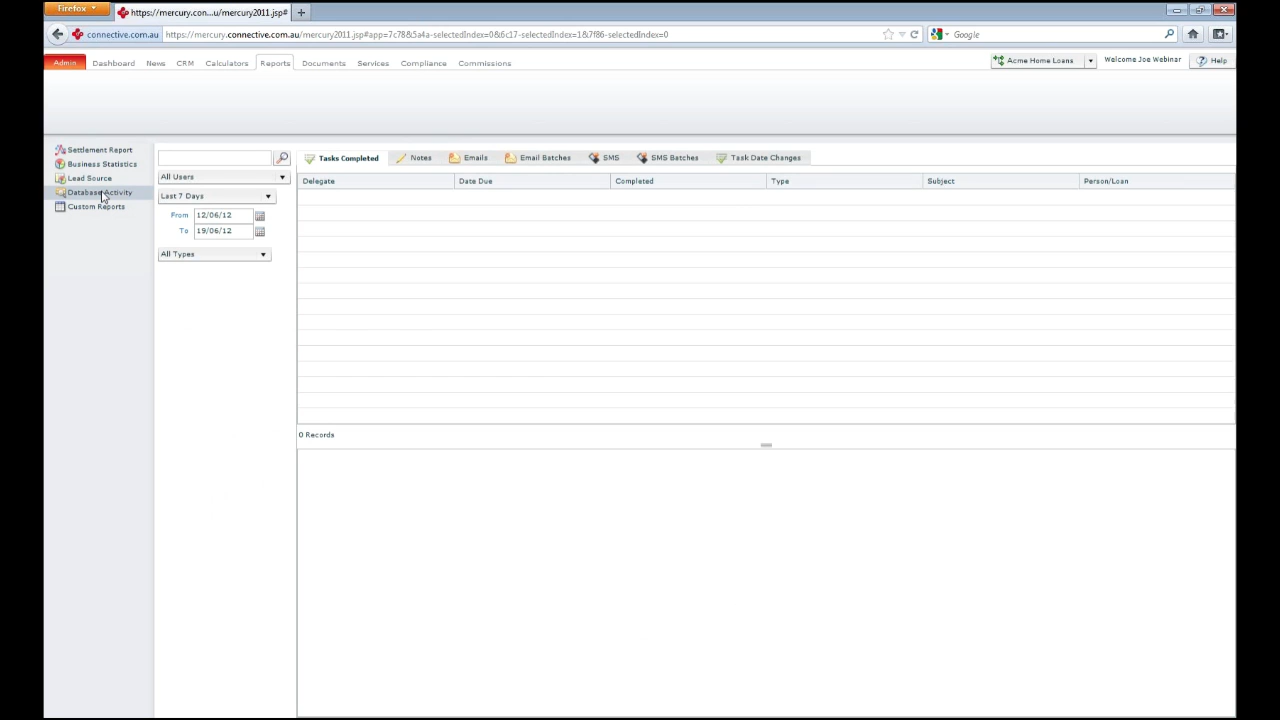 Firefox
https://mercury.con...u/mercury2011.jsp#
connective.com.au
https://mercury.connective.com.au/mercury2011.jsp#app=7c78&5a4a-selectedIndex=0&6c17-selectedIndex=1&7f86-selectedIndex=0
Google
Admin
Dashboard
News
CRM
Calculators
Reports
Documents
Services
Compliance
Commissions
Acme Home Loans
Welcome Joe Webinar
Help
Settlement Report
Business Statistics
Lead Source
Database Activity
Custom Reports
All Users
Last 7 Days
From 12/06/12
To 19/06/12
All Types
Tasks Completed
Notes
Emails
Email Batches
SMS
SMS Batches
Task Date Changes
Delegate
Date Due
Completed
Type
Subject
Person/Loan
0 Records